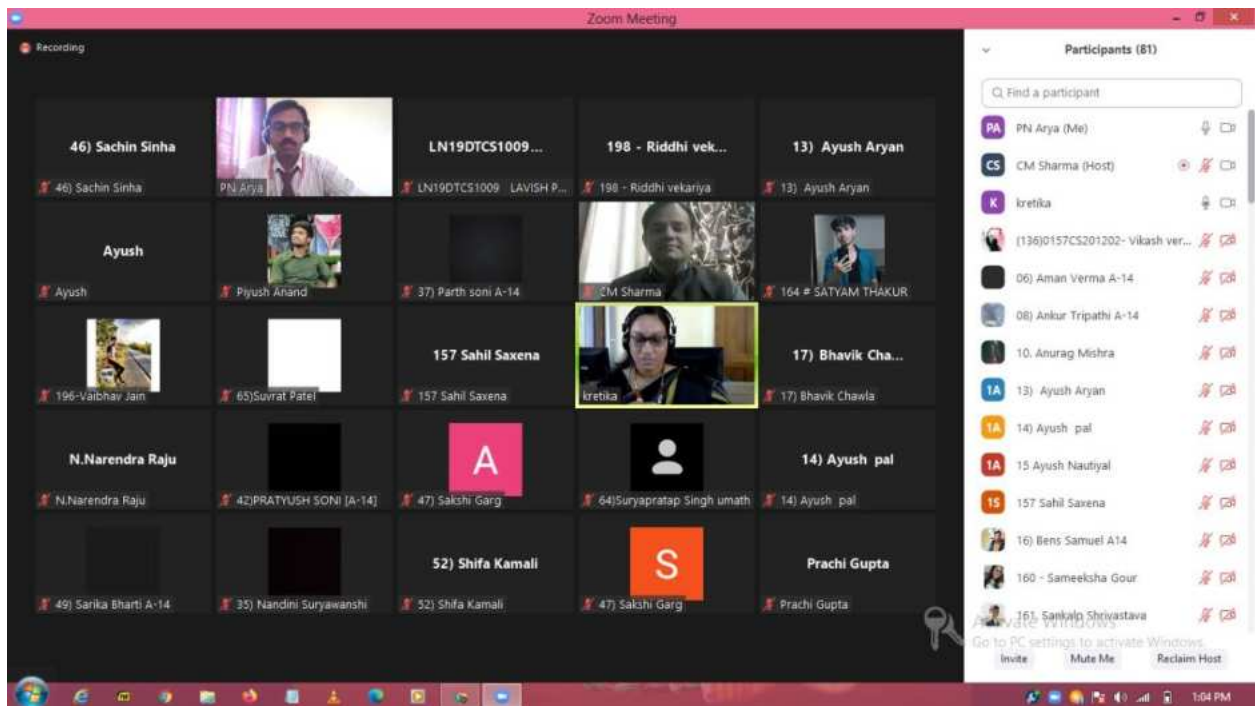 Zoom Meeting
Recording
46) Sachin Sinha
46) Sachin Sinha
PN Arya
LN19DTCS1009...
LN19DTCS1009 LAVISH P...
198 - Riddhi vek...
198 - Riddhi vekariya
13) Ayush Aryan
13) Ayush Aryan
Ayush
Ayush
Piyush Anand
37) Parth soni A-14
CM Sharma
164 # SATYAM THAKUR
196-Vaibhav Jain
65)Suvrat Patel
157 Sahil Saxena
157 Sahil Saxena
kretika
17) Bhavik Cha...
17) Bhavik Chawla
N.Narendra Raju
N.Narendra Raju
42)PRATYUSH SONI [A-14]
A
47) Sakshi Garg
64)Suryapratap Singh umath
14) Ayush pal
14) Ayush pal
49) Sarika Bharti A-14
35) Nandini Suryawanshi
52) Shifa Kamali
52) Shifa Kamali
S
47) Sakshi Garg
Prachi Gupta
Prachi Gupta
Participants (81)
Find a participant
PA PN Arya (Me)
CS CM Sharma (Host)
K kretika
(136)0157CS201202- Vikash ver...
06) Aman Verma A-14
08) Ankur Tripathi A-14
10. Anurag Mishra
1A 13) Ayush Aryan
1A 14) Ayush pal
1A 15 Ayush Nautiyal
15 157 Sahil Saxena
16) Bens Samuel A14
160 - Sameeksha Gour
161. Sankalp Shrivastava
Activate Windows
Go to PC settings to activate Windows.
Invite Mute Me Reclaim Host
1:04 PM